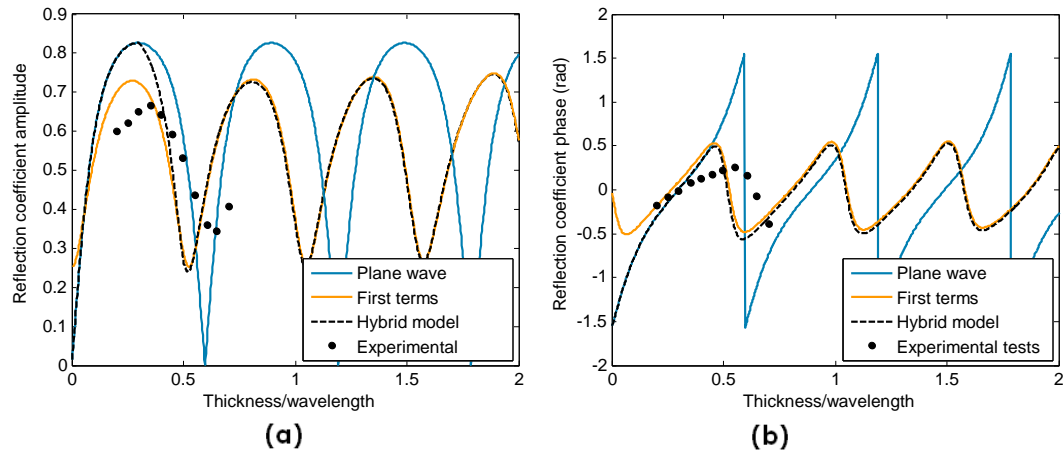 0.9
0.8
0.7
0.6
0.5
0.4
0.3
0.2
0.1
0
0 0.5 1 1.5 2
Reflection coefficient amplitude
Thickness/wavelength
Plane wave
First terms
Hybrid model
Experimental
(a)
2
1.5
1
0.5
0
-0.5
-1
-1.5
-2
0 0.5 1 1.5 2
Reflection coefficient phase (rad)
Thickness/wavelength
Plane wave
First terms
Hybrid model
Experimental tests
(b)